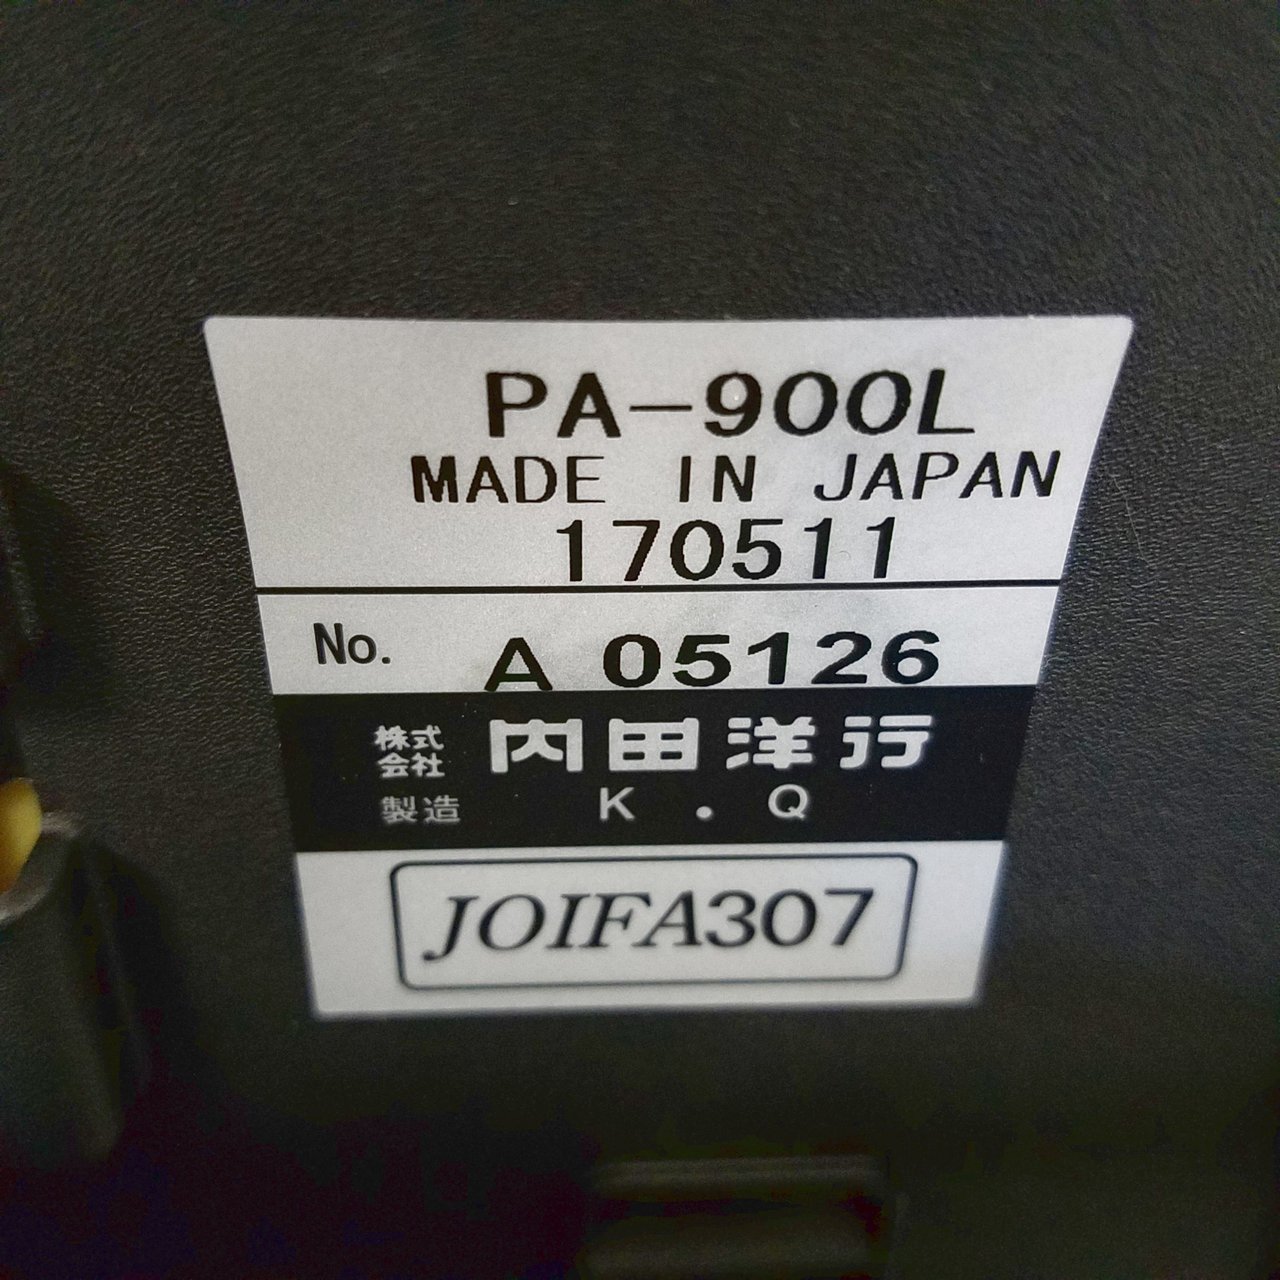 PA-900L
MADE IN JAPAN
170511
No. A 05126
株式会社 内田洋行
製造 K.Q
JOIFA307